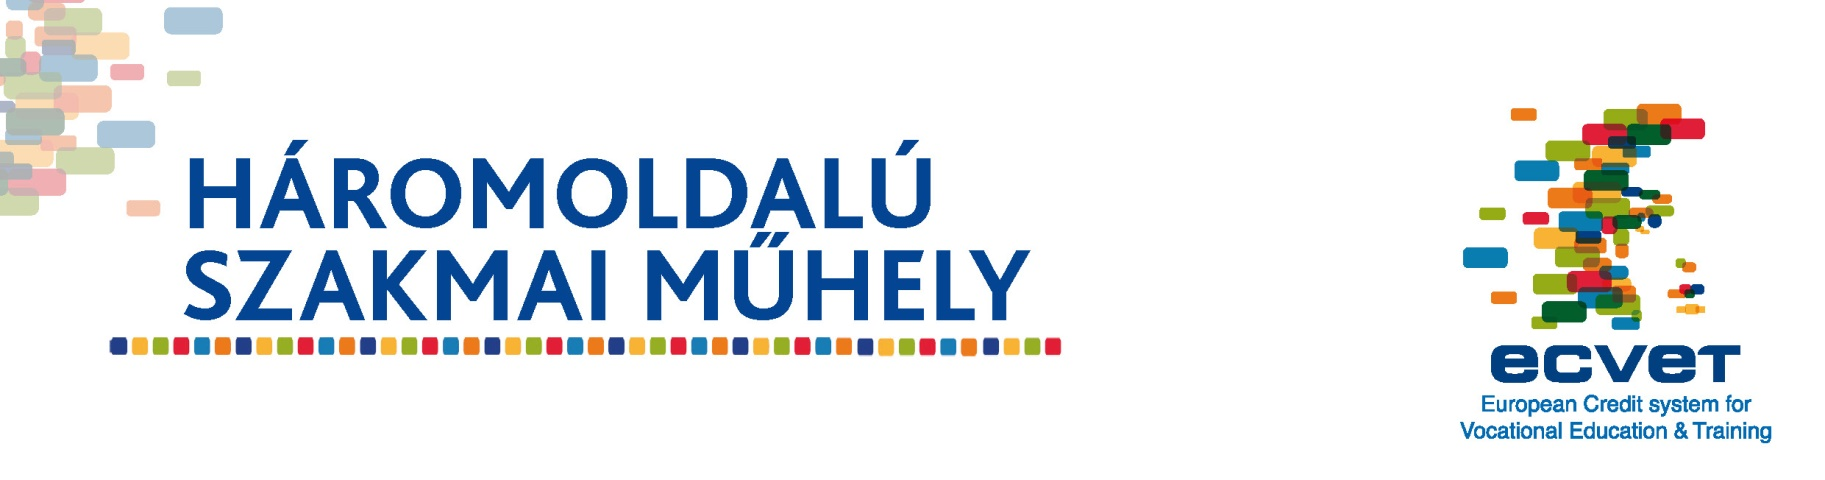 HÁROMOLDALÚ
SZAKMAI MŰHELY
ecvet
European Credit system for
Vocational Education & Training